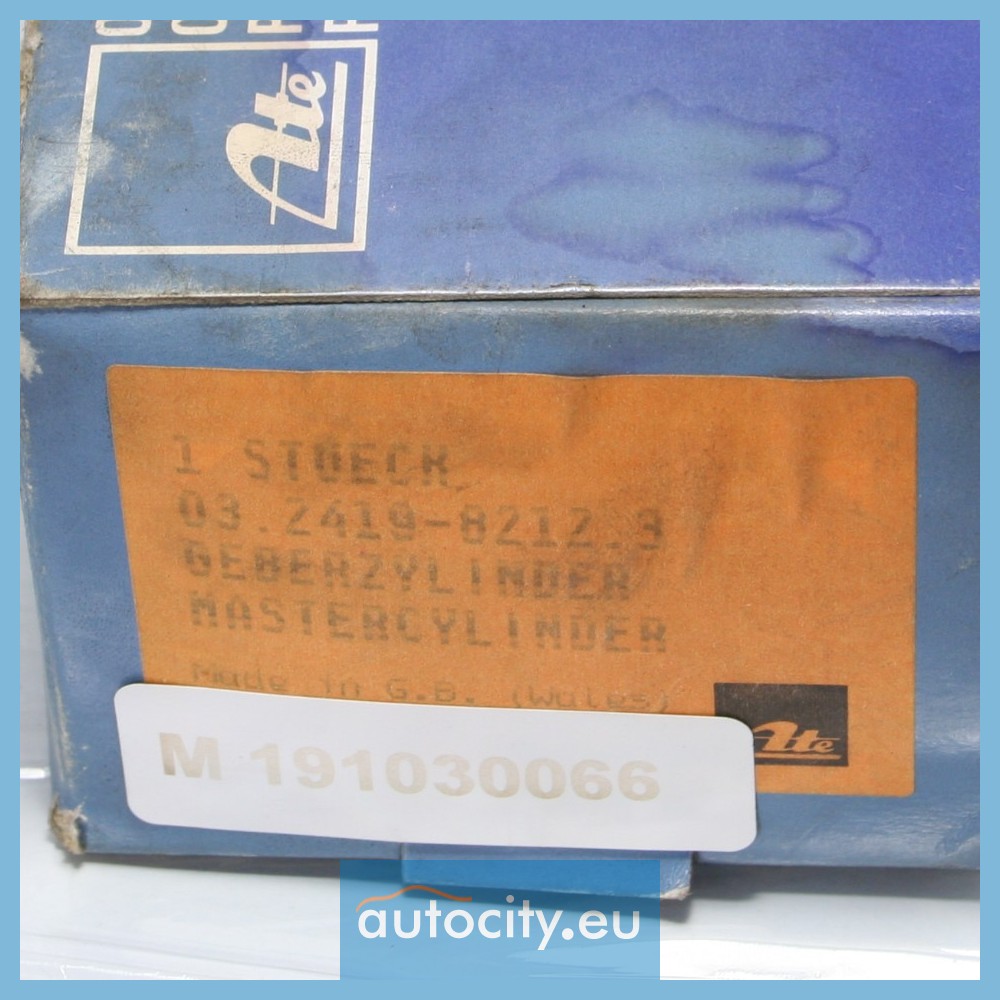 Ate
1 STUECK
03.2419-8212.3
GEBERZYLINDER
MASTERCYLINDER
Made in G.B. (Wales)
Ate
M 191030066
autocity.eu